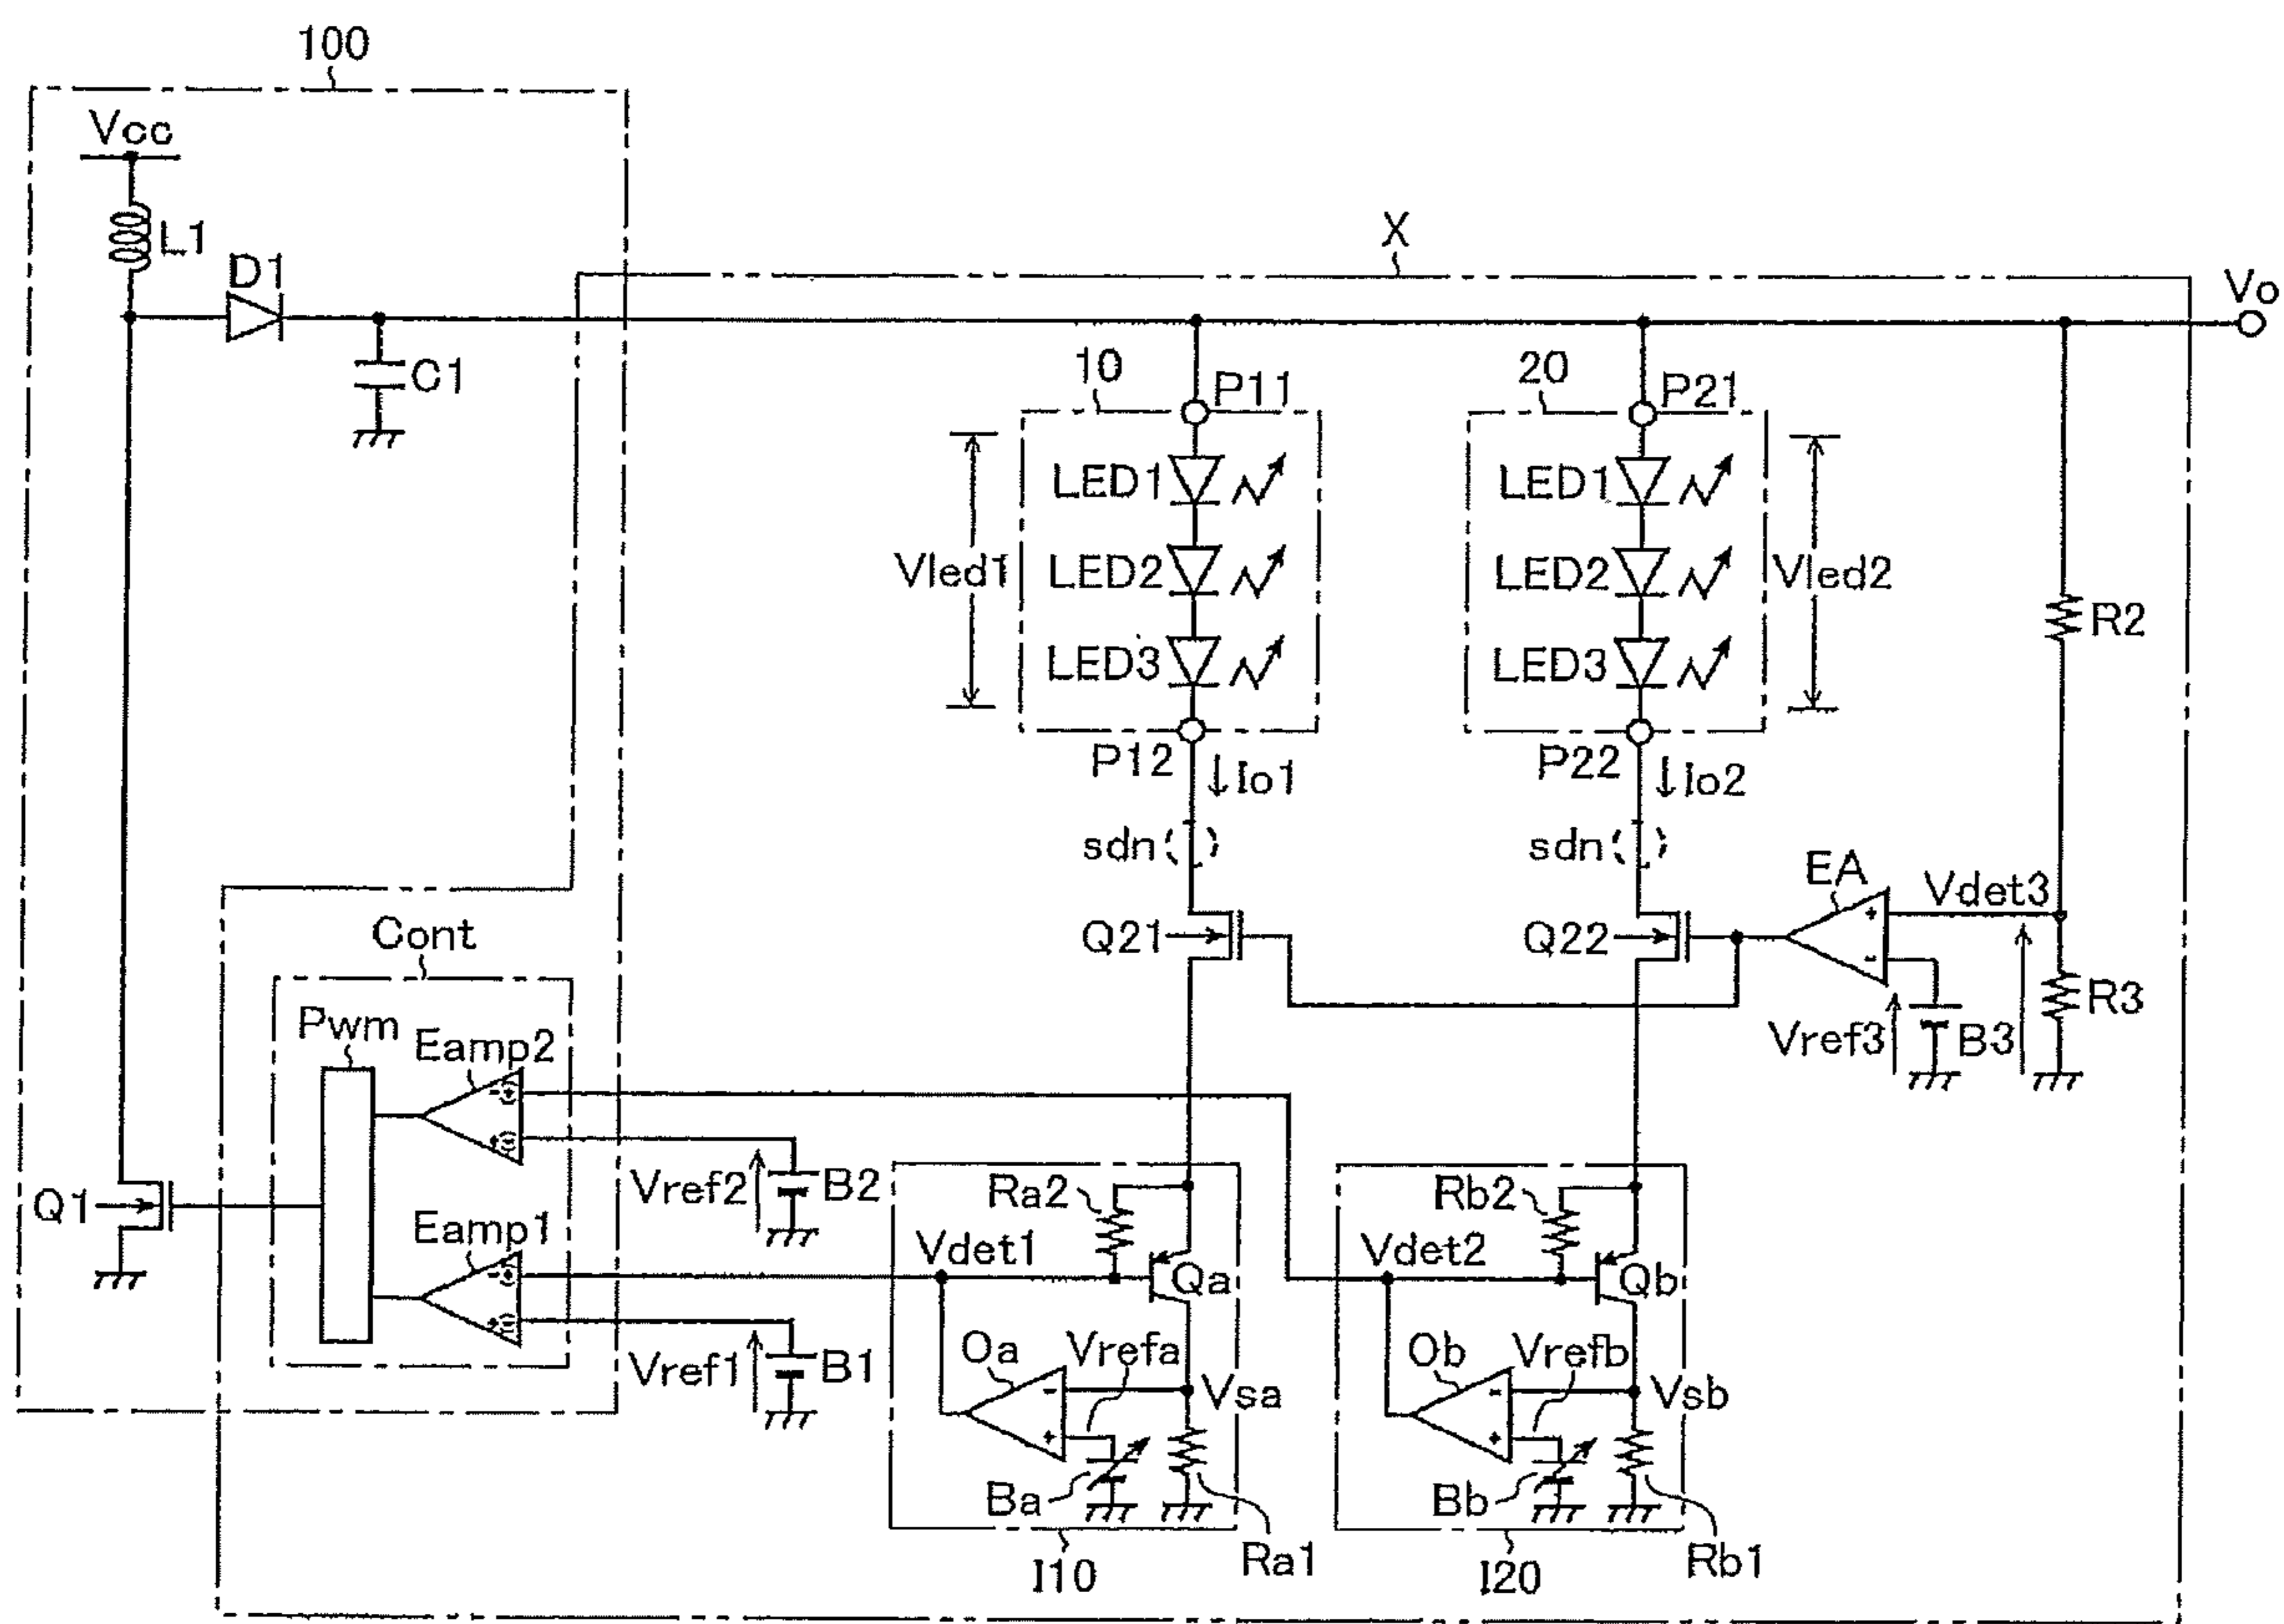 100
Vcc
L1
D1
C1
X
Vo
10
P11
20
P21
LED1
LED1
Vled1
LED2
LED2
Vled2
LED3
LED3
R2
P12
Io1
P22
Io2
sdn
sdn
EA
Vdet3
Q21
Q22
+
-
Cont
Pwm
Eamp2
Vref3
B3
R3
-(+)
+(-)
Q1
Vref2
B2
Ra2
Rb2
Eamp1
Vdet1
Qa
Vdet2
Qb
-(+)
+(-)
Vref1
B1
Oa
Vrefa
Ob
Vrefb
-
Vsa
-
Vsb
+
+
Ba
Bb
I10
Ra1
I20
Rb1